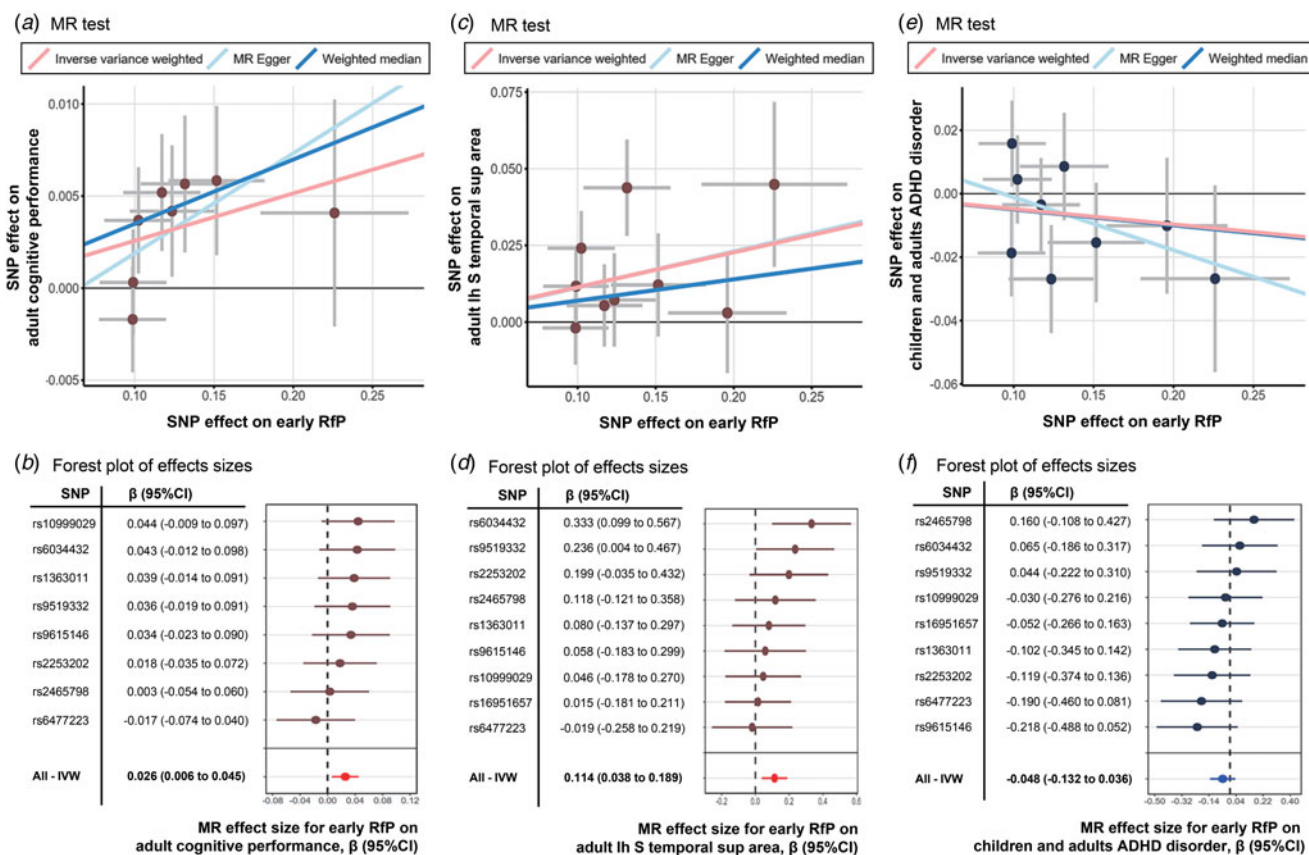 (a) MR test
Inverse variance weighted MR Egger Weighted median
SNP effect on
adult cognitive performance
0.010
0.005
0.000
-0.005
0.10 0.15 0.20 0.25
SNP effect on early RfP
(b) Forest plot of effects sizes
SNP β (95%CI)
rs10999029 0.044 (-0.009 to 0.097)
rs6034432 0.043 (-0.012 to 0.098)
rs1363011 0.039 (-0.014 to 0.091)
rs9519332 0.036 (-0.019 to 0.091)
rs9615146 0.034 (-0.023 to 0.090)
rs2253202 0.018 (-0.035 to 0.072)
rs2465798 0.003 (-0.054 to 0.060)
rs6477223 -0.017 (-0.074 to 0.040)
All - IVW 0.026 (0.006 to 0.045)
-0.08 -0.04 0.00 0.04 0.08 0.12
MR effect size for early RfP on
adult cognitive performance, β (95%CI)
(c) MR test
Inverse variance weighted MR Egger Weighted median
SNP effect on
adult lh S temporal sup area
0.075
0.050
0.025
0.000
0.10 0.15 0.20 0.25
SNP effect on early RfP
(d) Forest plot of effects sizes
SNP β (95%CI)
rs6034432 0.333 (0.099 to 0.567)
rs9519332 0.236 (0.004 to 0.467)
rs2253202 0.199 (-0.035 to 0.432)
rs2465798 0.118 (-0.121 to 0.358)
rs1363011 0.080 (-0.137 to 0.297)
rs9615146 0.058 (-0.183 to 0.299)
rs10999029 0.046 (-0.178 to 0.270)
rs16951657 0.015 (-0.181 to 0.211)
rs6477223 -0.019 (-0.258 to 0.219)
All - IVW 0.114 (0.038 to 0.189)
-0.2 0.0 0.2 0.4 0.6
MR effect size for early RfP on
adult lh S temporal sup area, β (95%CI)
(e) MR test
Inverse variance weighted MR Egger Weighted median
SNP effect on
children and adults ADHD disorder
0.02
0.00
-0.02
-0.04
-0.06
0.10 0.15 0.20 0.25
SNP effect on early RfP
(f) Forest plot of effects sizes
SNP β (95%CI)
rs2465798 0.160 (-0.108 to 0.427)
rs6034432 0.065 (-0.186 to 0.317)
rs9519332 0.044 (-0.222 to 0.310)
rs10999029 -0.030 (-0.276 to 0.216)
rs16951657 -0.052 (-0.266 to 0.163)
rs1363011 -0.102 (-0.345 to 0.142)
rs2253202 -0.119 (-0.374 to 0.136)
rs6477223 -0.190 (-0.460 to 0.081)
rs9615146 -0.218 (-0.488 to 0.052)
All - IVW -0.048 (-0.132 to 0.036)
-0.50 -0.32 -0.14 0.04 0.22 0.40
MR effect size for early RfP on
children and adults ADHD disorder, β (95%CI)